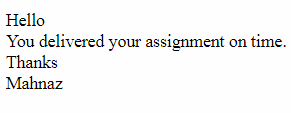 Hello
You delivered your assignment on time.
Thanks
Mahnaz